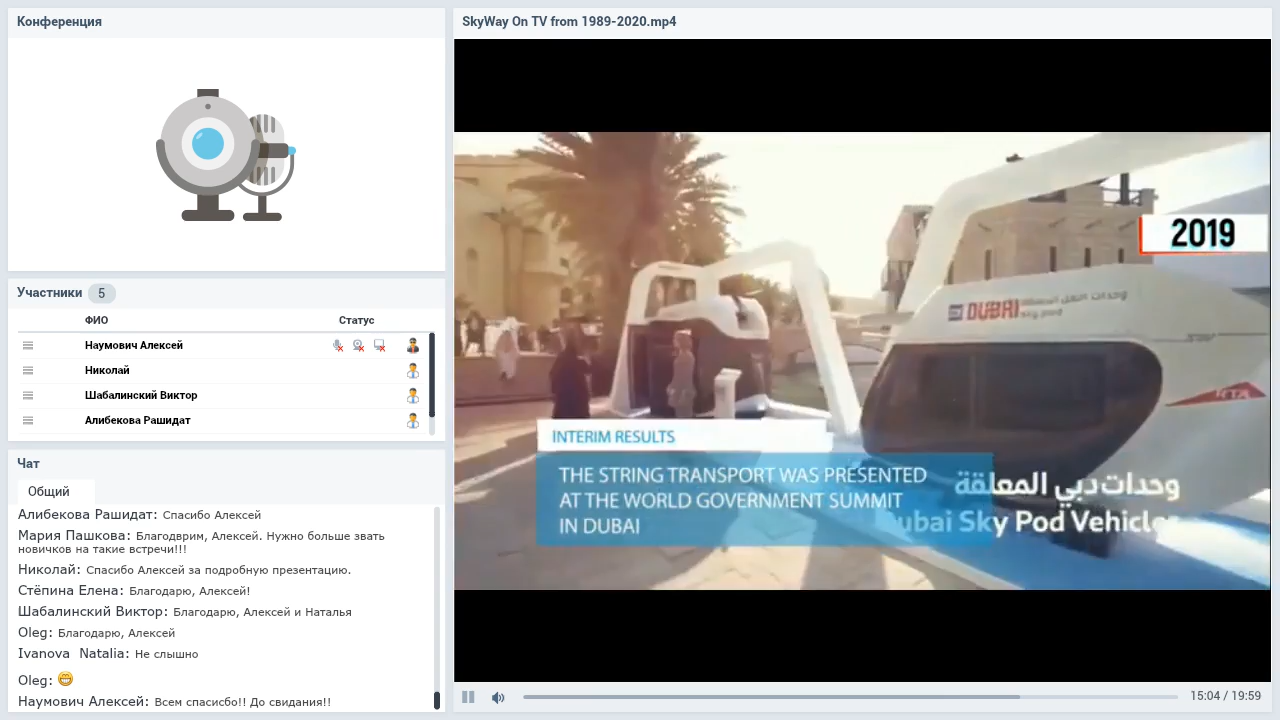 Конференция
Участники 5
ФИО Статус
Наумович Алексей
Николай
Шабалинский Виктор
Алибекова Рашидат
Чат
Общий
Алибекова Рашидат: Спасибо Алексей
Мария Пашкова: Благодврим, Алексей. Нужно больше звать
новичков на такие встречи!!!
Николай: Спасибо Алексей за подробную презентацию.
Стёпина Елена: Благодарю, Алексей!
Шабалинский Виктор: Благодарю, Алексей и Наталья
Oleg: Благодарю, Алексей
Ivanova Natalia: Не слышно
Oleg:
Наумович Алексей: Всем спасисбо!! До свидания!!
SkyWay On TV from 1989-2020.mp4
2019
DUBAI
sky pod
RTA
INTERIM RESULTS
THE STRING TRANSPORT WAS PRESENTED
AT THE WORLD GOVERNMENT SUMMIT
IN DUBAI
وحدات دبي المعلقة
Dubai Sky Pod Vehicles
15:04 / 19:59